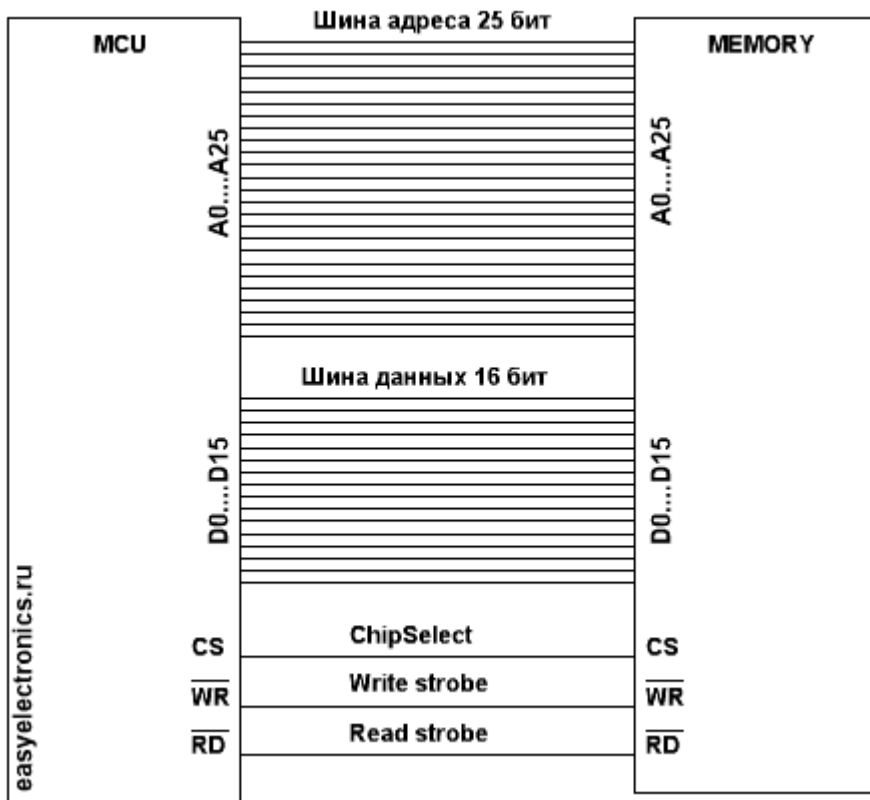 Шина адреса 25 бит
MCU
MEMORY
A0....A25
A0....A25
Шина данных 16 бит
D0....D15
D0....D15
easyelectronics.ru
CS
ChipSelect
CS
WR
Write strobe
WR
RD
Read strobe
RD